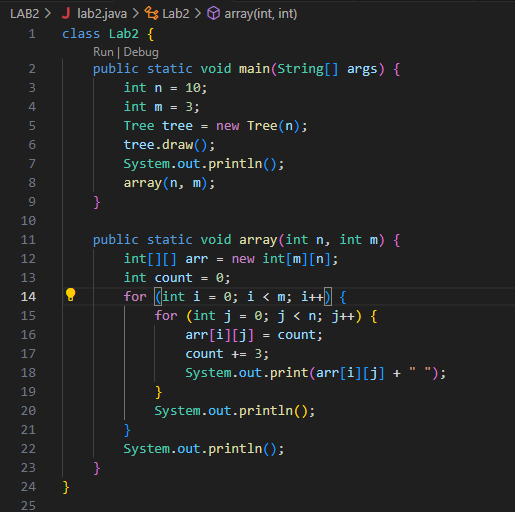 LAB2 > J lab2.java > Lab2 > array(int, int)
1 class Lab2 {
Run | Debug
2     public static void main(String[] args) {
3         int n = 10;
4         int m = 3;
5         Tree tree = new Tree(n);
6         tree.draw();
7         System.out.println();
8         array(n, m);
9     }
10
11     public static void array(int n, int m) {
12         int[][] arr = new int[m][n];
13         int count = 0;
14         for (int i = 0; i < m; i++) {
15             for (int j = 0; j < n; j++) {
16                 arr[i][j] = count;
17                 count += 3;
18                 System.out.print(arr[i][j] + " ");
19             }
20             System.out.println();
21         }
22         System.out.println();
23     }
24 }
25